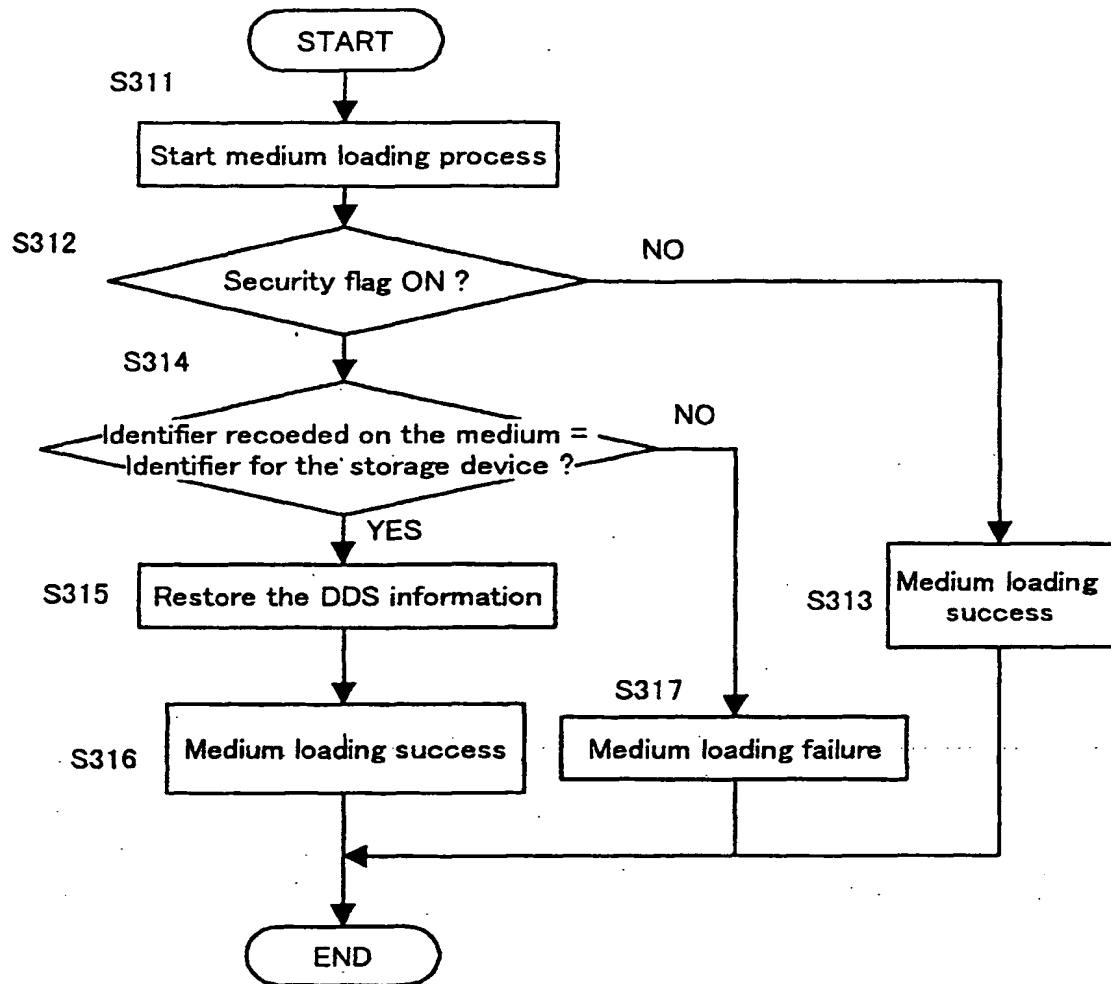 START
S311
Start medium loading process
S312
Security flag ON ?
NO
S314
Identifier recoeded on the medium =
Identifier for the storage device ?
NO
YES
S315
Restore the DDS information
S313
Medium loading
success
S316
Medium loading success
S317
Medium loading failure
END